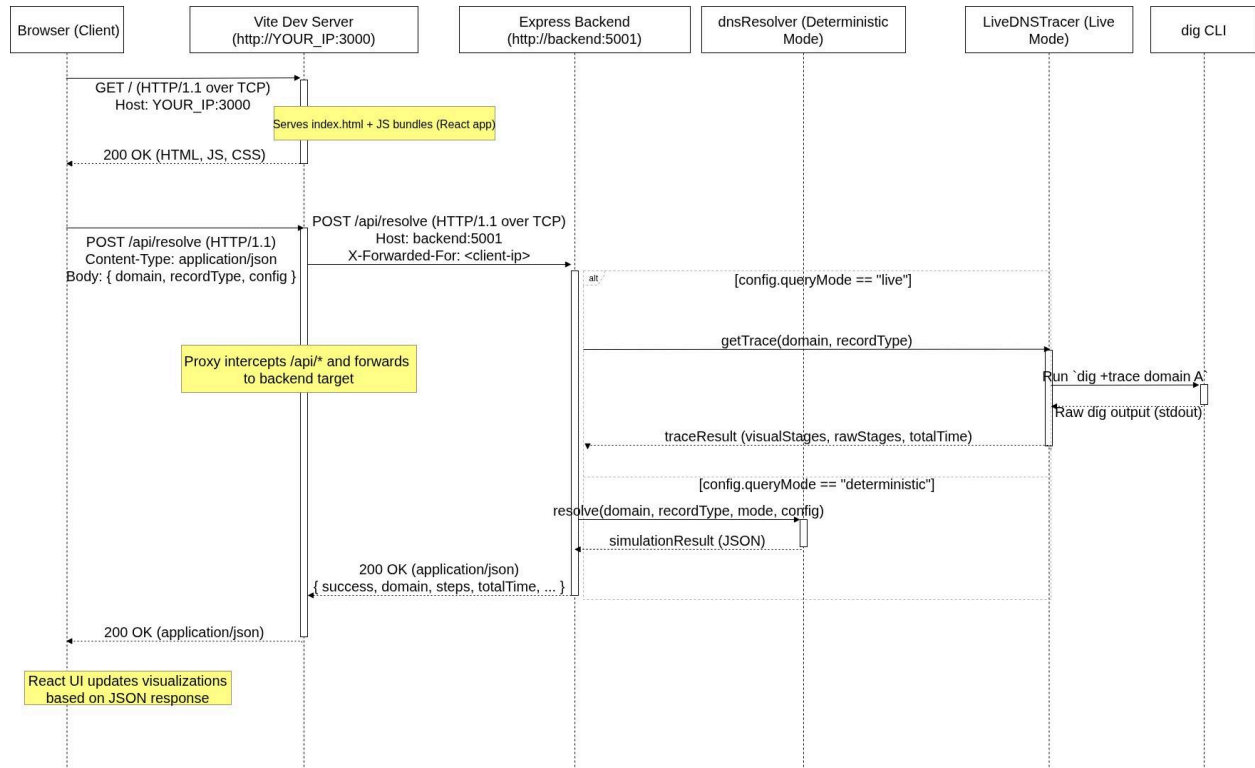 Browser (Client)
Vite Dev Server
(http://YOUR_IP:3000)
Express Backend
(http://backend:5001)
dnsResolver (Deterministic
Mode)
LiveDNSTracer (Live
Mode)
dig CLI
GET / (HTTP/1.1 over TCP)
Host: YOUR_IP:3000
Serves index.html + JS bundles (React app)
200 OK (HTML, JS, CSS)
POST /api/resolve (HTTP/1.1)
Content-Type: application/json
Body: { domain, recordType, config }
POST /api/resolve (HTTP/1.1 over TCP)
Host: backend:5001
X-Forwarded-For: <client-ip>
alt
[config.queryMode == "live"]
Proxy intercepts /api/* and forwards
to backend target
getTrace(domain, recordType)
Run `dig +trace domain A`
Raw dig output (stdout)
traceResult (visualStages, rawStages, totalTime)
[config.queryMode == "deterministic"]
resolve(domain, recordType, mode, config)
simulationResult (JSON)
200 OK (application/json)
{ success, domain, steps, totalTime, ... }
200 OK (application/json)
React UI updates visualizations
based on JSON response